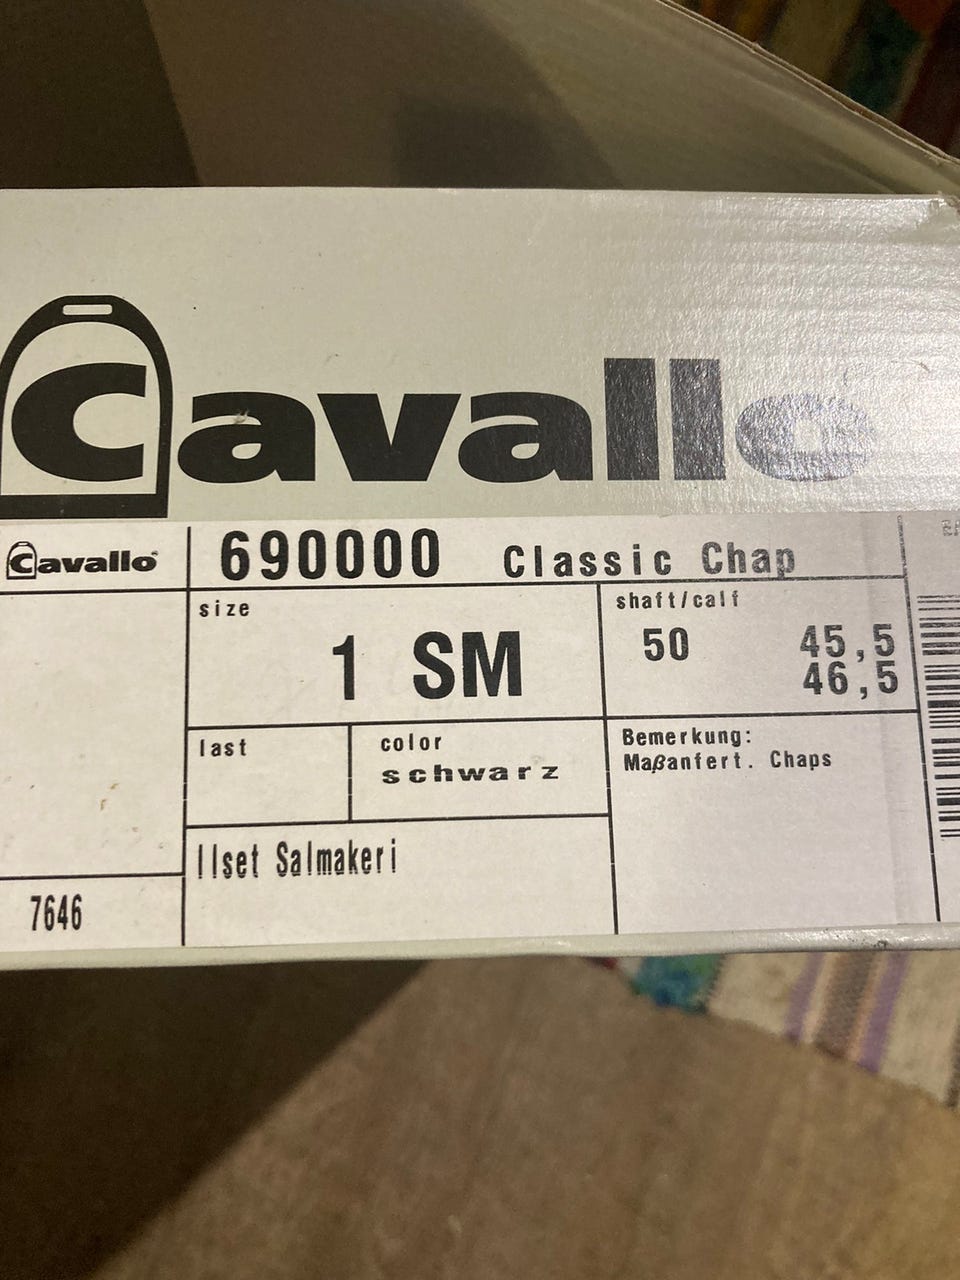 Cavallo
Cavallo
690000 Classic Chap
size
1 SM
shaft/calf
50 45,5
46,5
last
color
schwarz
Bemerkung:
Maßanfert. Chaps
Ilset Salmakeri
7646